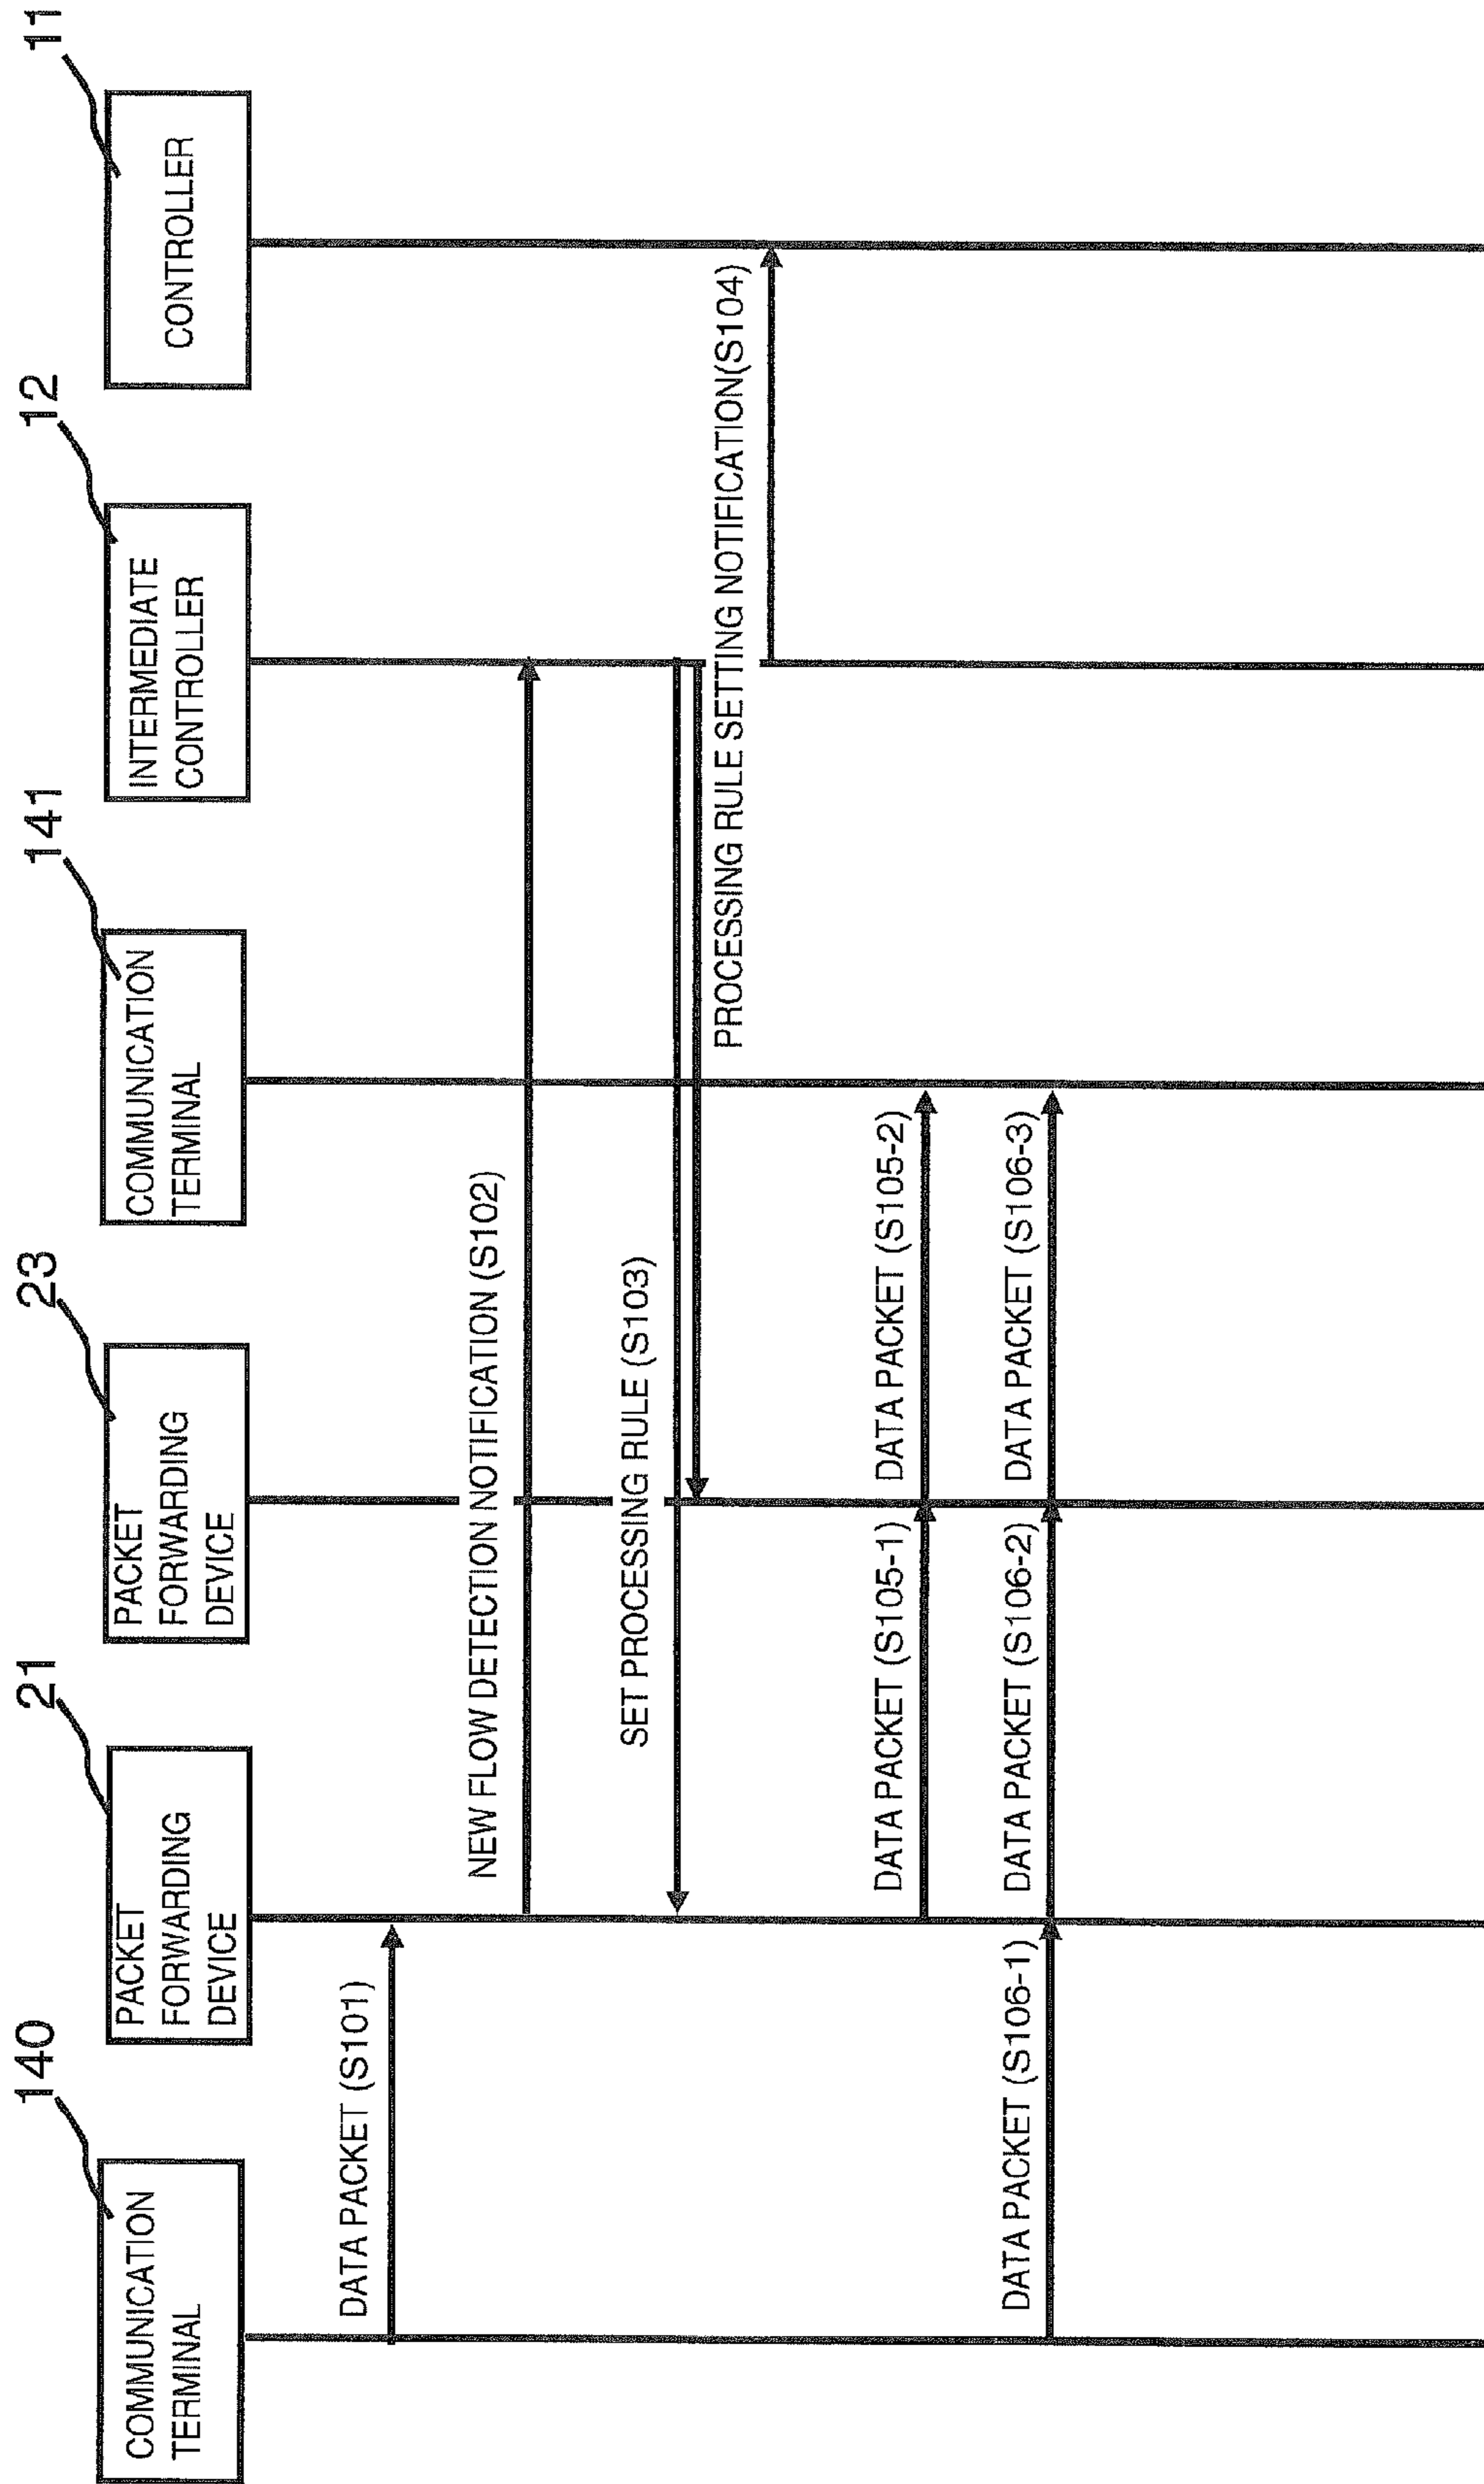 140
21
23
141
12
11
COMMUNICATION
TERMINAL
PACKET
FORWARDING
DEVICE
PACKET
FORWARDING
DEVICE
COMMUNICATION
TERMINAL
INTERMEDIATE
CONTROLLER
CONTROLLER
DATA PACKET (S101)
NEW FLOW DETECTION NOTIFICATION (S102)
SET PROCESSING RULE (S103)
PROCESSING RULE SETTING NOTIFICATION(S104)
DATA PACKET (S105-1)
DATA PACKET (S105-2)
DATA PACKET (S106-1)
DATA PACKET (S106-2)
DATA PACKET (S106-3)